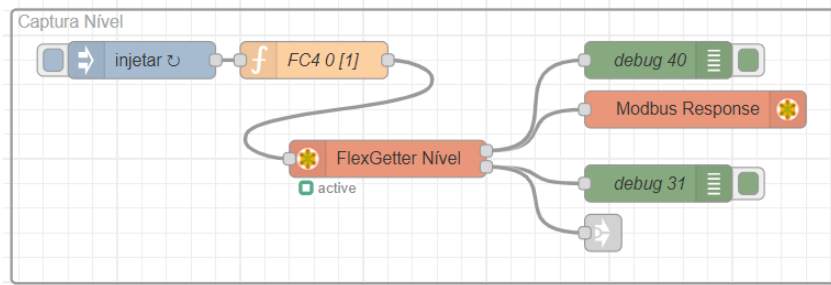 Captura Nível
injetar ↻
FC4 0 [1]
debug 40
Modbus Response
FlexGetter Nível
active
debug 31